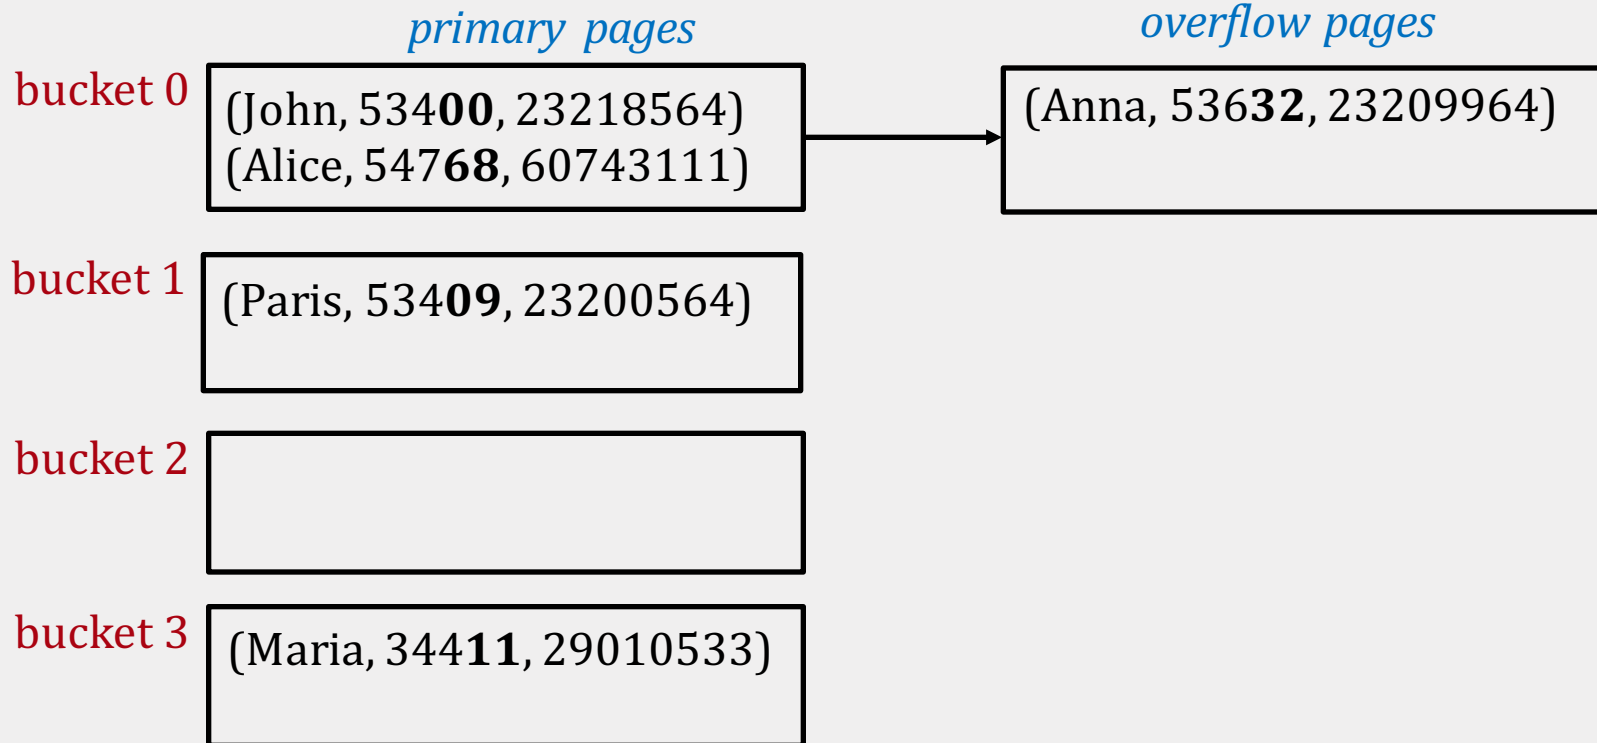 primary pages
overflow pages
bucket 0
(John, 53400, 23218564)
(Alice, 54768, 60743111)
(Anna, 53632, 23209964)
bucket 1
(Paris, 53409, 23200564)
bucket 2
bucket 3
(Maria, 34411, 29010533)